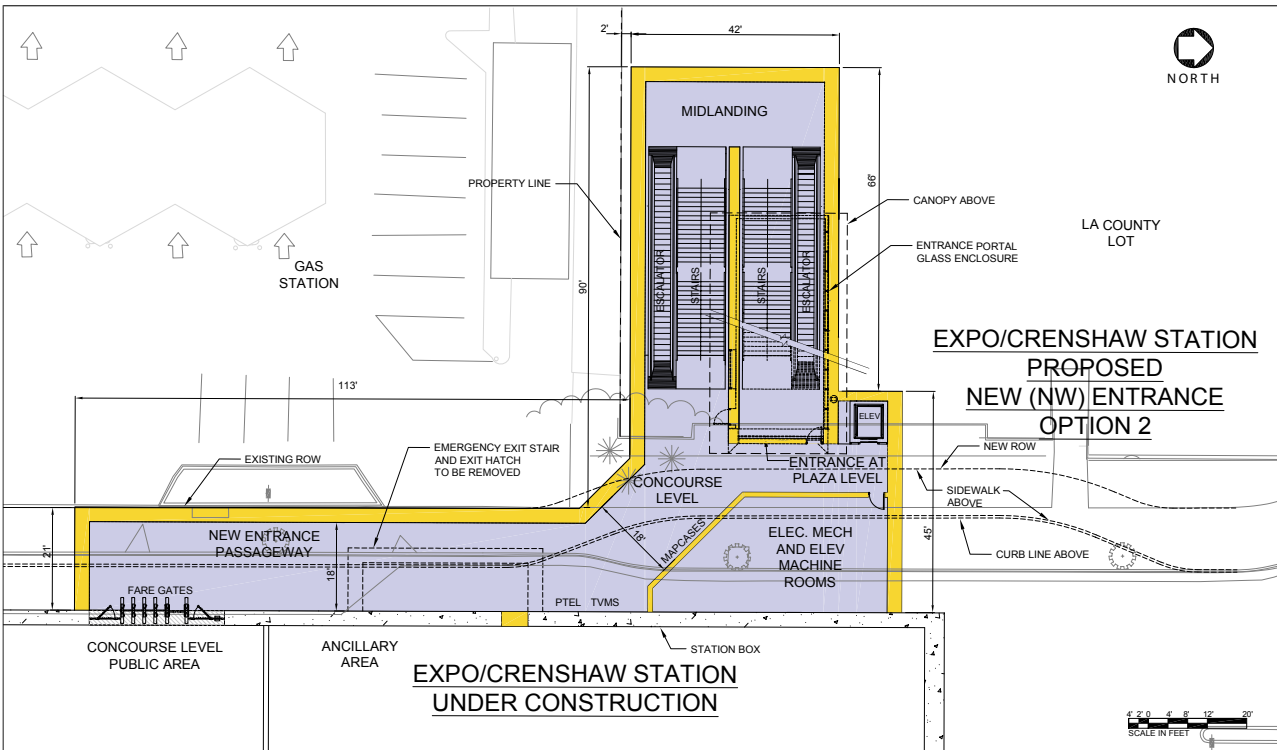 2'
42'
NORTH
MIDLANDING
PROPERTY LINE
66'
CANOPY ABOVE
LA COUNTY
LOT
ENTRANCE PORTAL
GLASS ENCLOSURE
GAS
STATION
90'
ESCALATOR
STAIRS
STAIRS
ESCALATOR
EXPO/CRENSHAW STATION
PROPOSED
NEW (NW) ENTRANCE
OPTION 2
113'
ELEV
EMERGENCY EXIT STAIR
AND EXIT HATCH
TO BE REMOVED
EXISTING ROW
NEW ROW
ENTRANCE AT
PLAZA LEVEL
CONCOURSE
LEVEL
SIDEWALK
ABOVE
21'
NEW ENTRANCE
PASSAGEWAY
18'
18'
MAPCASES
ELEC. MECH
AND ELEV
MACHINE
ROOMS
45'
CURB LINE ABOVE
FARE GATES
PTEL TVMS
CONCOURSE LEVEL
PUBLIC AREA
ANCILLARY
AREA
STATION BOX
EXPO/CRENSHAW STATION
UNDER CONSTRUCTION
4' 2' 0 4' 8' 12' 20'
SCALE IN FEET